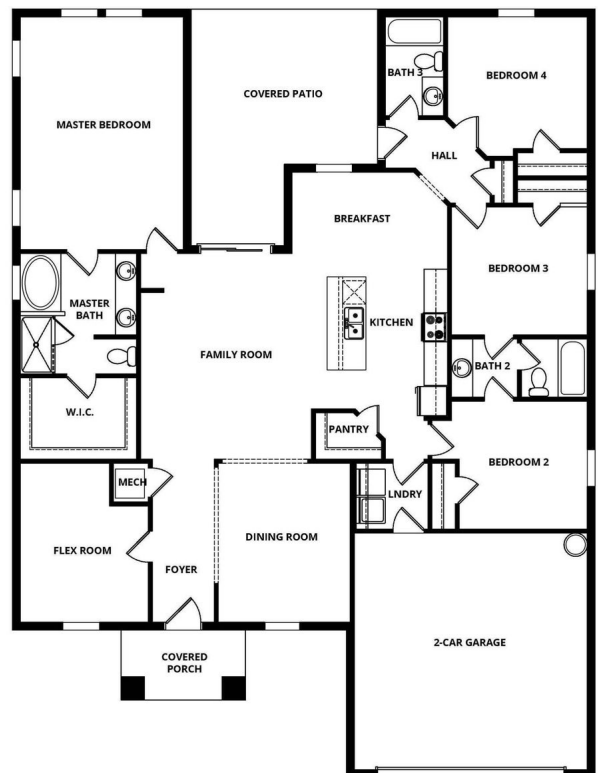 BATH 3
BEDROOM 4
COVERED PATIO
MASTER BEDROOM
HALL
BREAKFAST
BEDROOM 3
MASTER
BATH
KITCHEN
FAMILY ROOM
BATH 2
W.I.C.
PANTRY
BEDROOM 2
MECH
LNDRY
DINING ROOM
FLEX ROOM
FOYER
2-CAR GARAGE
COVERED
PORCH